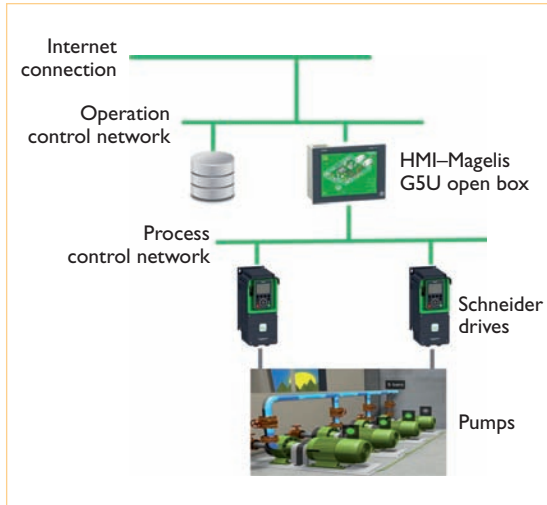 Internet
connection
Operation
control network
HMI–Magelis
G5U open box
Process
control network
Schneider
drives
Pumps